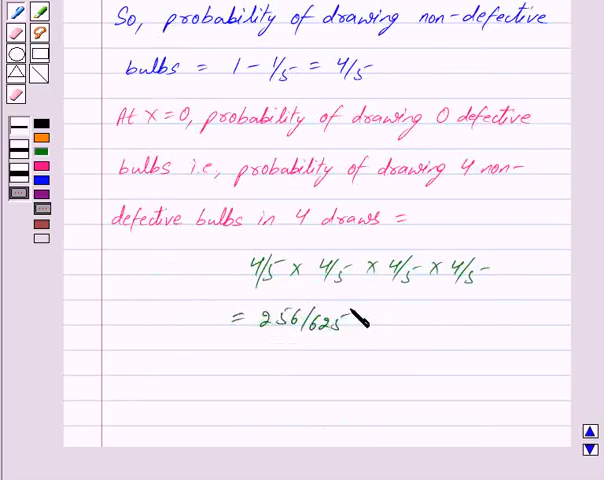 So, probability of drawing non-defective
bulbs = 1 - 1/5 = 4/5
At X=0, probability of drawing 0 defective
bulbs i.e, probability of drawing 4 non-
defective bulbs in 4 draws =
4/5 × 4/5 × 4/5 × 4/5
= 256/625